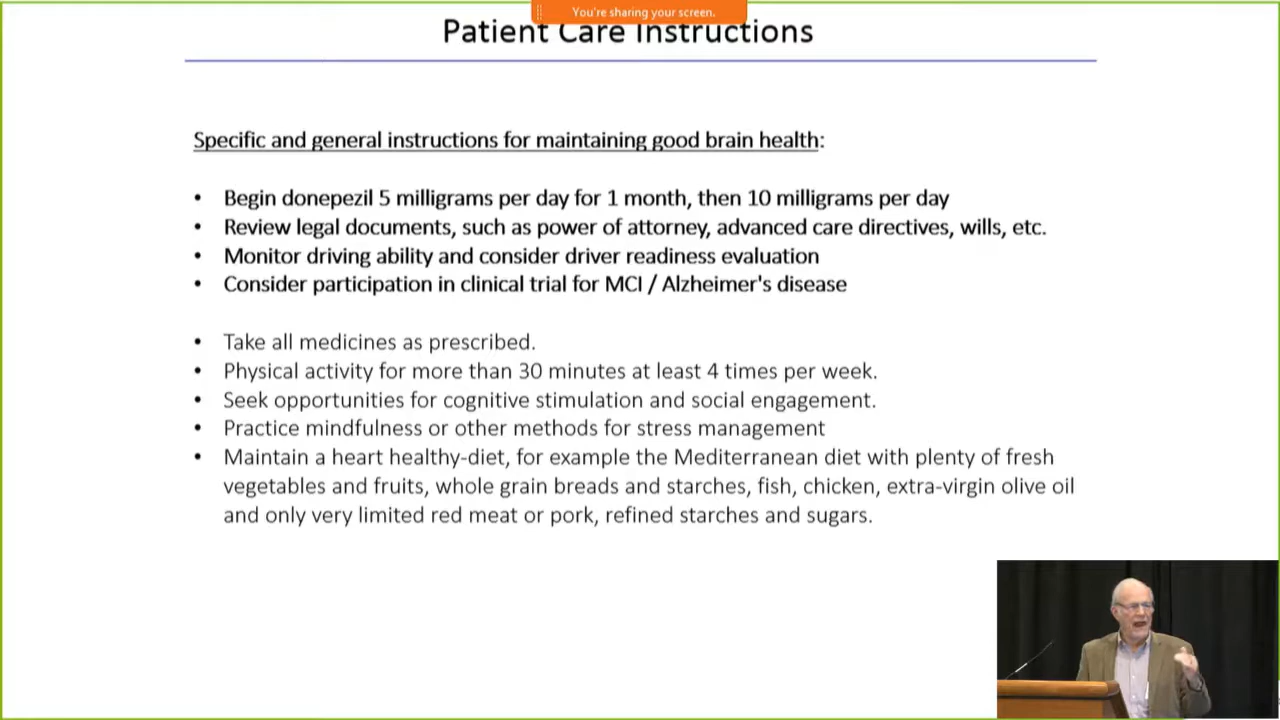 You're sharing your screen.
Patient Care Instructions
Specific and general instructions for maintaining good brain health:
• Begin donepezil 5 milligrams per day for 1 month, then 10 milligrams per day
• Review legal documents, such as power of attorney, advanced care directives, wills, etc.
• Monitor driving ability and consider driver readiness evaluation
• Consider participation in clinical trial for MCI / Alzheimer's disease
• Take all medicines as prescribed.
• Physical activity for more than 30 minutes at least 4 times per week.
• Seek opportunities for cognitive stimulation and social engagement.
• Practice mindfulness or other methods for stress management
• Maintain a heart healthy-diet, for example the Mediterranean diet with plenty of fresh
vegetables and fruits, whole grain breads and starches, fish, chicken, extra-virgin olive oil
and only very limited red meat or pork, refined starches and sugars.